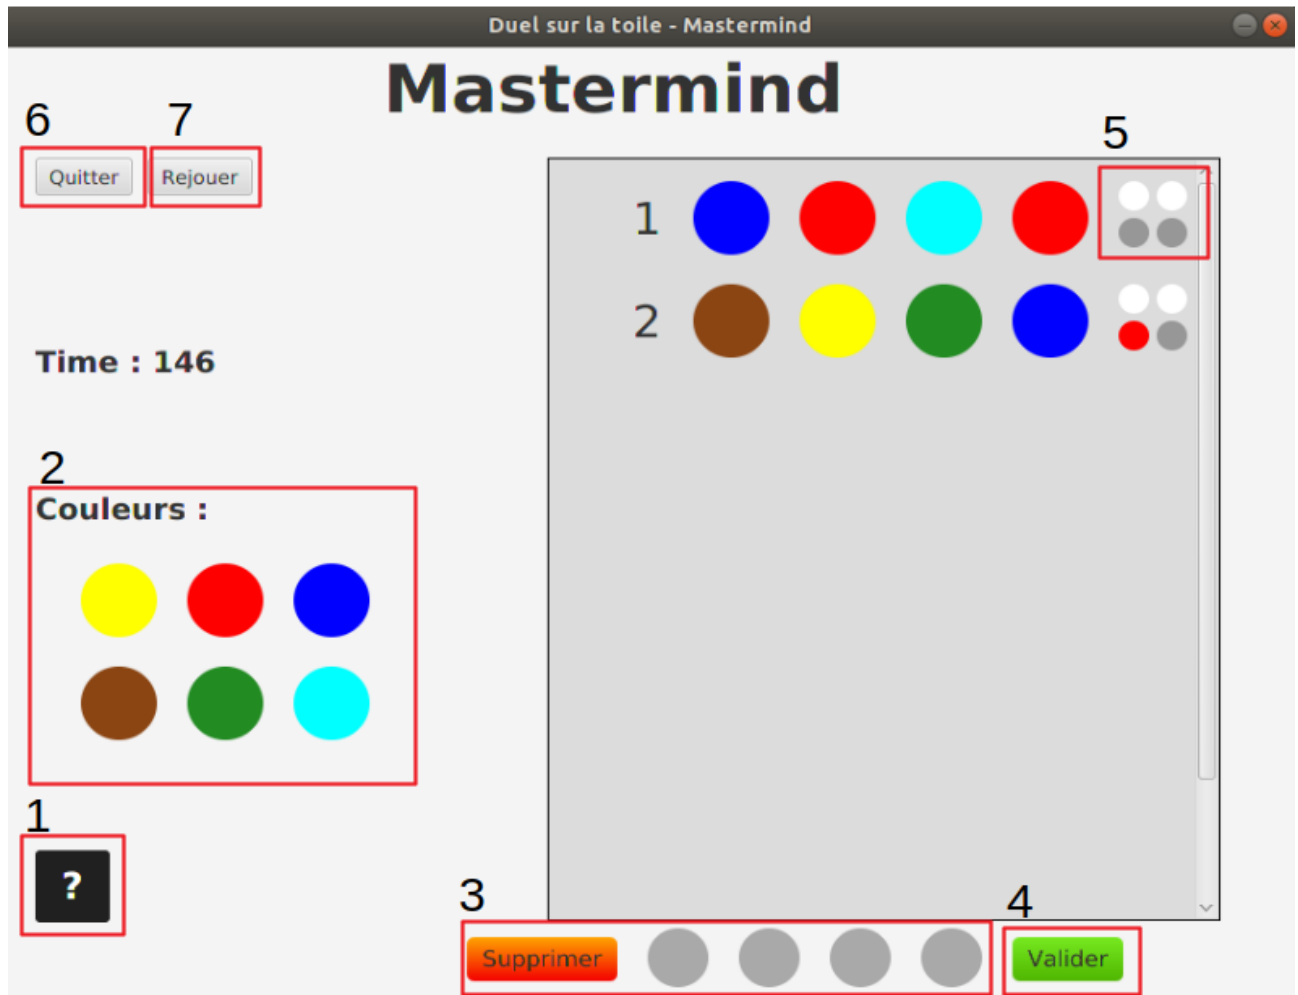 Duel sur la toile - Mastermind
Mastermind
6
7
5
Quitter
Rejouer
1
2
Time : 146
2
Couleurs :
1
?
3
4
Supprimer
Valider